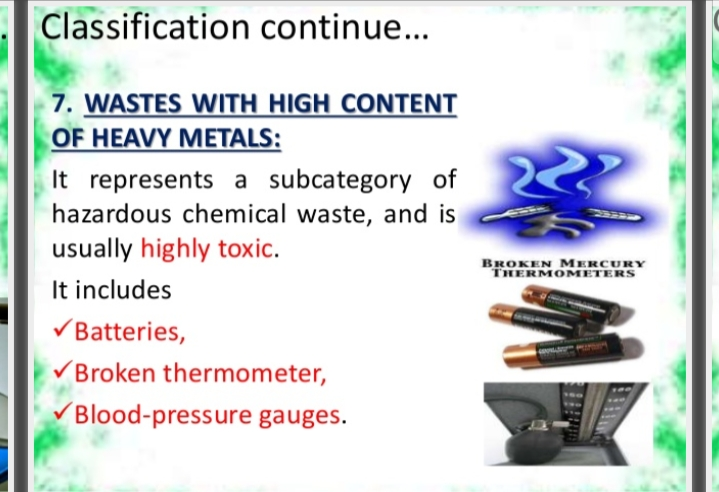 Classification continue...
7. WASTES WITH HIGH CONTENT
OF HEAVY METALS:
It represents a subcategory of
hazardous chemical waste, and is
usually highly toxic.
It includes
✓Batteries,
✓Broken thermometer,
✓Blood-pressure gauges.
BROKEN MERCURY
THERMOMETERS